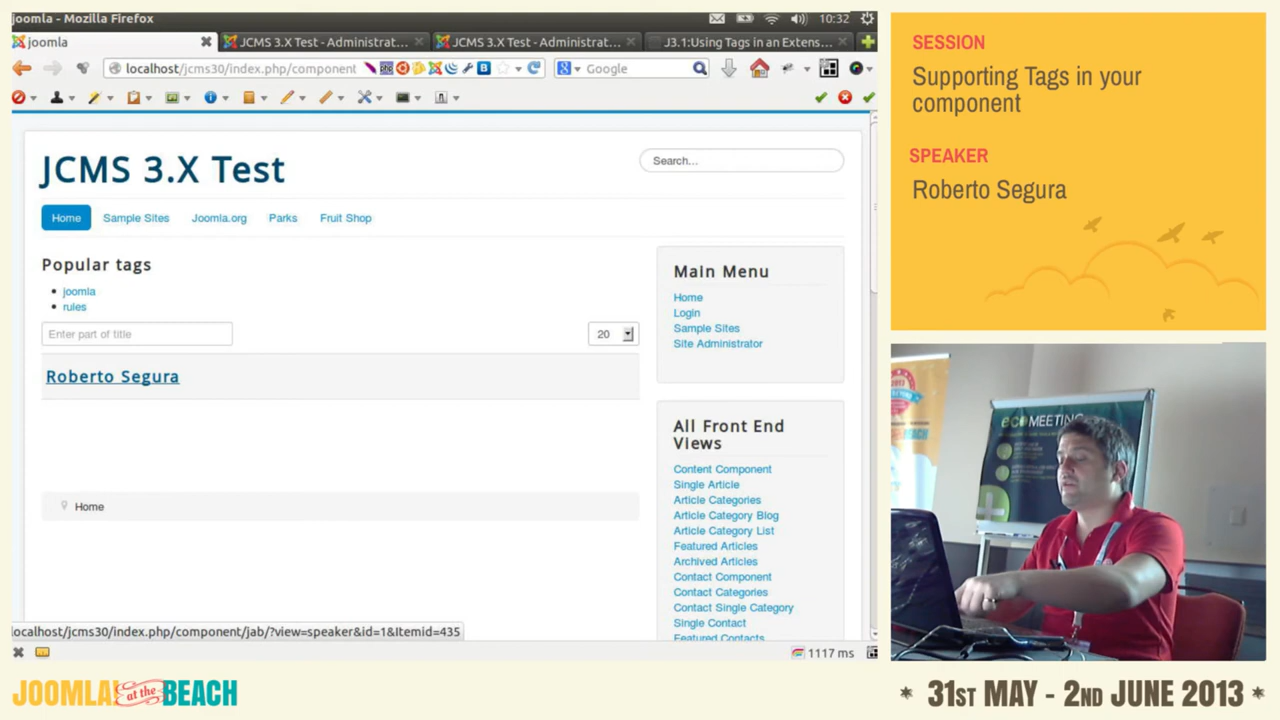 joomla - Mozilla Firefox
10:32
joomla
JCMS 3.X Test - Administrat...
JCMS 3.X Test - Administrat...
J3.1:Using Tags in an Extens...
localhost/jcms30/index.php/component
Google
JCMS 3.X Test
Search...
Home
Sample Sites
Joomla.org
Parks
Fruit Shop
Popular tags
joomla
rules
Enter part of title
20
Roberto Segura
Home
Main Menu
Home
Login
Sample Sites
Site Administrator
All Front End
Views
Content Component
Single Article
Article Categories
Article Category Blog
Article Category List
Featured Articles
Archived Articles
Contact Component
Contact Categories
Contact Single Category
Single Contact
Featured Contacts
localhost/jcms30/index.php/component/jab/?view=speaker&id=1&Itemid=435
1117 ms
SESSION
Supporting Tags in your
component
SPEAKER
Roberto Segura
eco MEETING
BEACH
JOOMLA! at the BEACH
* 31ST MAY - 2ND JUNE 2013 *